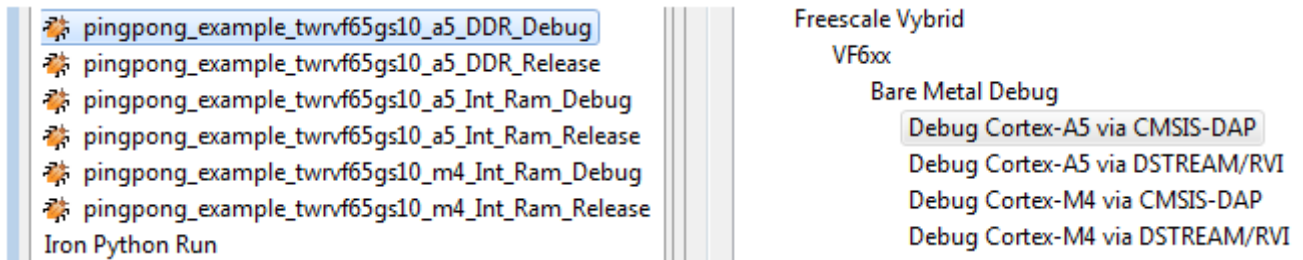 pingpong_example_twrvf65gs10_a5_DDR_Debug
pingpong_example_twrvf65gs10_a5_DDR_Release
pingpong_example_twrvf65gs10_a5_Int_Ram_Debug
pingpong_example_twrvf65gs10_a5_Int_Ram_Release
pingpong_example_twrvf65gs10_m4_Int_Ram_Debug
pingpong_example_twrvf65gs10_m4_Int_Ram_Release
Iron Python Run
Freescale Vybrid
VF6xx
Bare Metal Debug
Debug Cortex-A5 via CMSIS-DAP
Debug Cortex-A5 via DSTREAM/RVI
Debug Cortex-M4 via CMSIS-DAP
Debug Cortex-M4 via DSTREAM/RVI